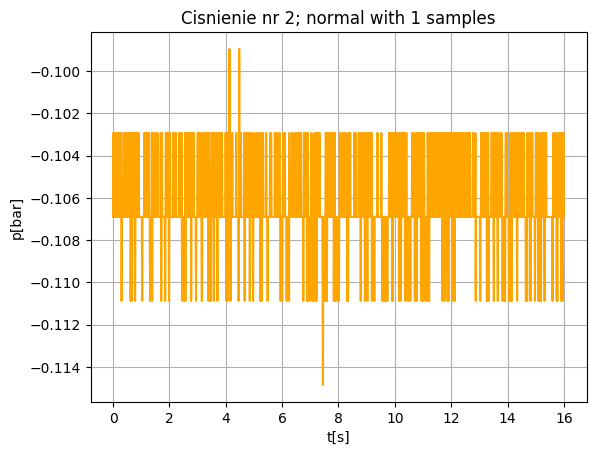 Cisnienie nr 2; normal with 1 samples
−0.100
−0.102
−0.104
−0.106
−0.108
−0.110
−0.112
−0.114
p[bar]
0 2 4 6 8 10 12 14 16
t[s]